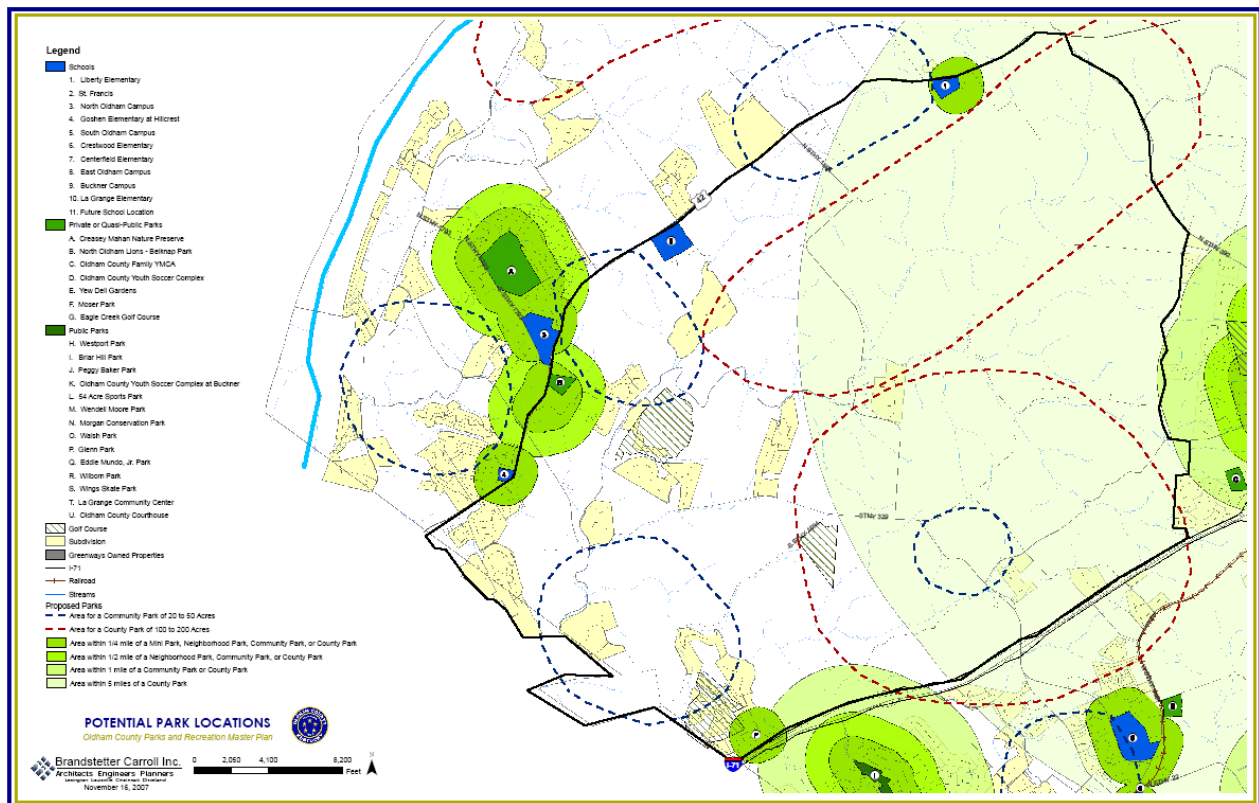 Legend
Schools
1. Liberty Elementary
2. St. Francis
3. North Oldham Campus
4. Goshen Elementary at Hillcrest
5. South Oldham Campus
6. Crestwood Elementary
7. Centerfield Elementary
8. East Oldham Campus
9. Buckner Campus
10. La Grange Elementary
11. Future School Location
Private or Quasi-Public Parks
A. Creasey Mahan Nature Preserve
B. North Oldham Lions - Belknap Park
C. Oldham County Family YMCA
D. Oldham County Youth Soccer Complex
E. Yew Dell Gardens
F. Moser Park
G. Eagle Creek Golf Course
Public Parks
H. Westport Park
I. Briar Hill Park
J. Peggy Baker Park
K. Oldham County Youth Soccer Complex at Buckner
L. 54 Acre Sports Park
M. Wendell Moore Park
N. Morgan Conservation Park
O. Walsh Park
P. Glenn Park
Q. Eddie Mundo, Jr. Park
R. Wilborn Park
S. Wings Skate Park
T. La Grange Community Center
U. Oldham County Courthouse
Golf Course
Subdivision
Greenways Owned Properties
I-71
Railroad
Streams
Proposed Parks
Area for a Community Park of 20 to 50 Acres
Area for a County Park of 100 to 200 Acres
Area within 1/4 mile of a Mini Park, Neighborhood Park, Community Park, or County Park
Area within 1/2 mile of a Neighborhood Park, Community Park, or County Park
Area within 1 mile of a Community Park or County Park
Area within 5 miles of a County Park
POTENTIAL PARK LOCATIONS
Oldham County Parks and Recreation Master Plan
Brandstetter Carroll Inc.
Architects Engineers Planners
Lexington Louisville Cincinnati Cleveland
November 16, 2007
0 2,050 4,100 8,200
Feet
N
1
42
A
3
4
G
P
I-71
I